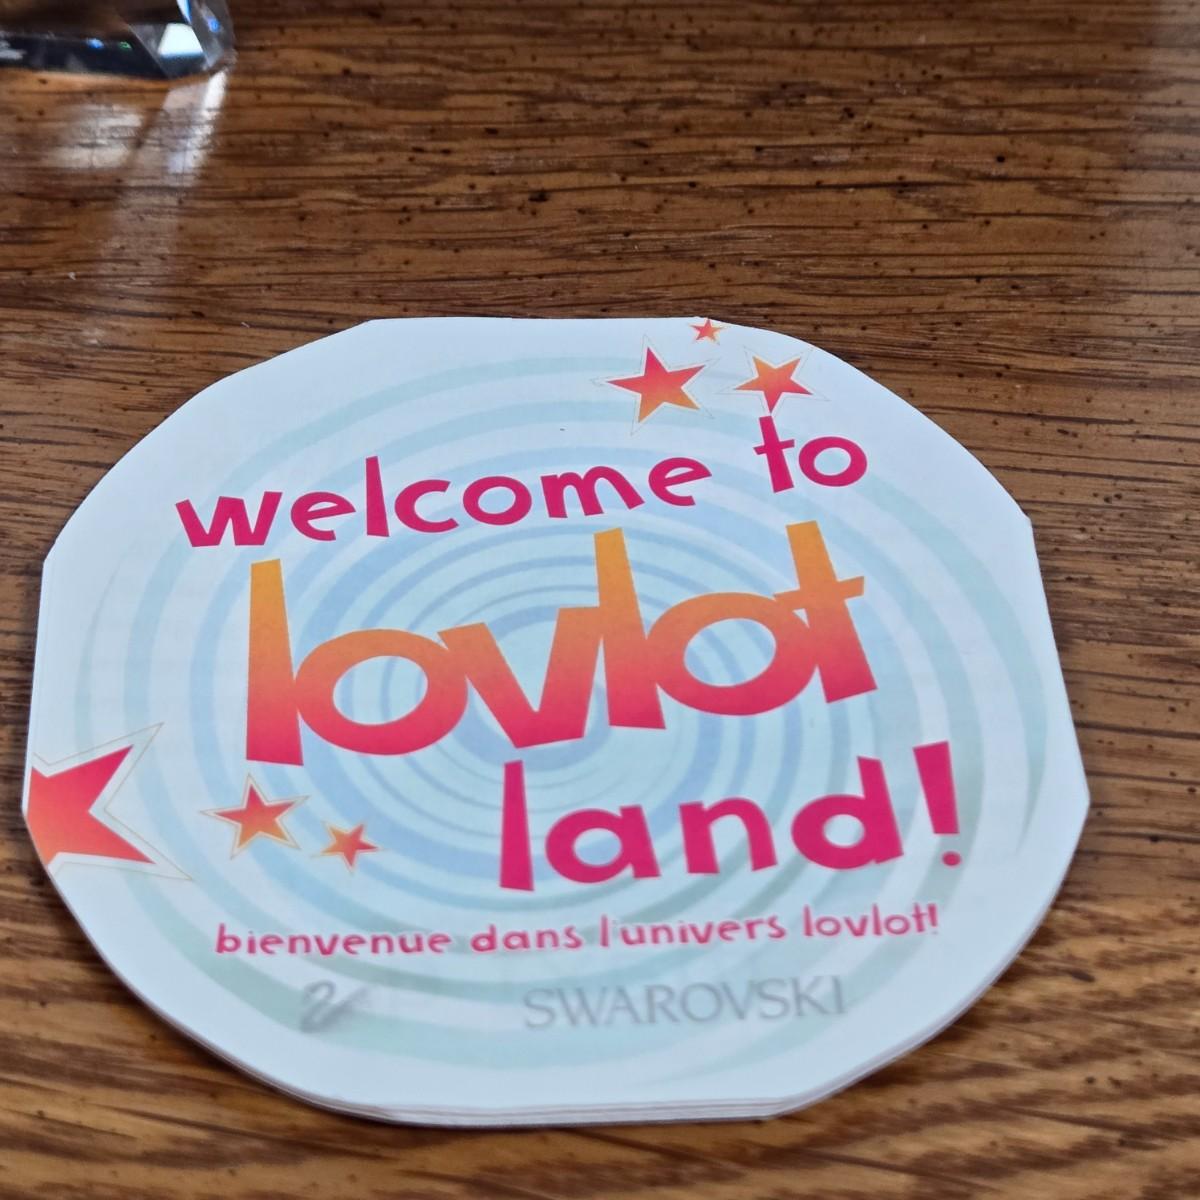 welcome to
lovlot
land!
bienvenue dans l'univers lovlot!
SWAROVSKI